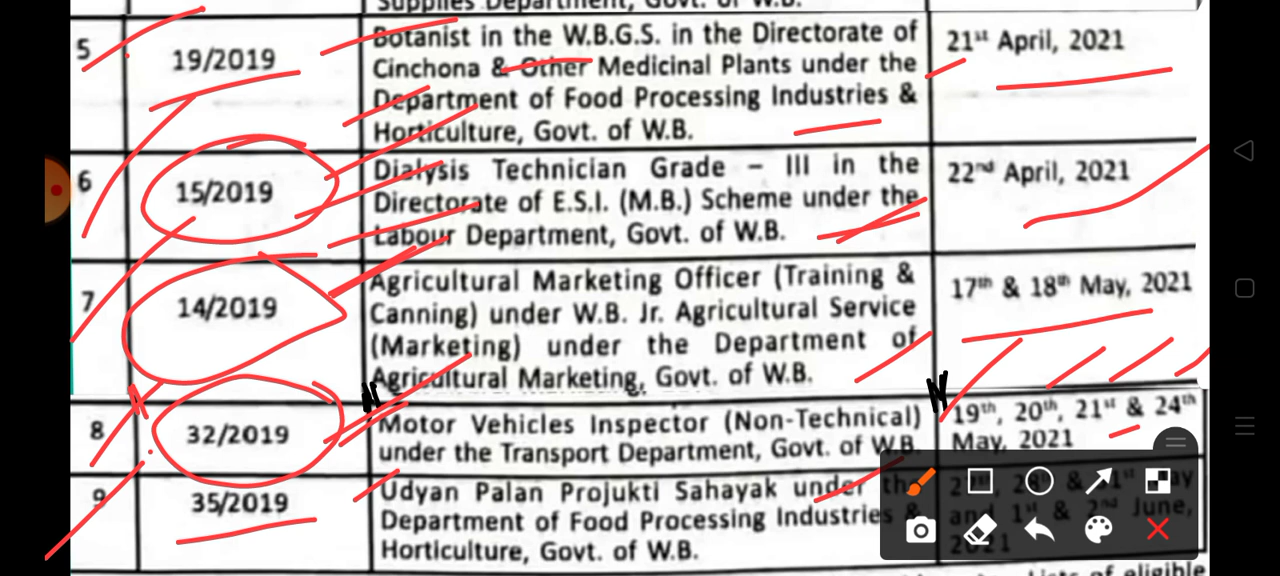 Supplies Department, Govt. of W.B.
5
19/2019
Botanist in the W.B.G.S. in the Directorate of
Cinchona & Other Medicinal Plants under the
Department of Food Processing Industries &
Horticulture, Govt. of W.B.
21st April, 2021
6
15/2019
Dialysis Technician Grade – III in the
Directorate of E.S.I. (M.B.) Scheme under the
Labour Department, Govt. of W.B.
22nd April, 2021
7
14/2019
Agricultural Marketing Officer (Training &
Canning) under W.B. Jr. Agricultural Service
(Marketing) under the Department of
Agricultural Marketing, Govt. of W.B.
17th & 18th May, 2021
8
32/2019
Motor Vehicles Inspector (Non-Technical)
under the Transport Department, Govt. of W.B.
19th, 20th, 21st & 24th
May, 2021
9
35/2019
Udyan Palan Projukti Sahayak under the
Department of Food Processing Industries &
Horticulture, Govt. of W.B.
May
and 1st & 2nd June,
2021
Lists of eligible